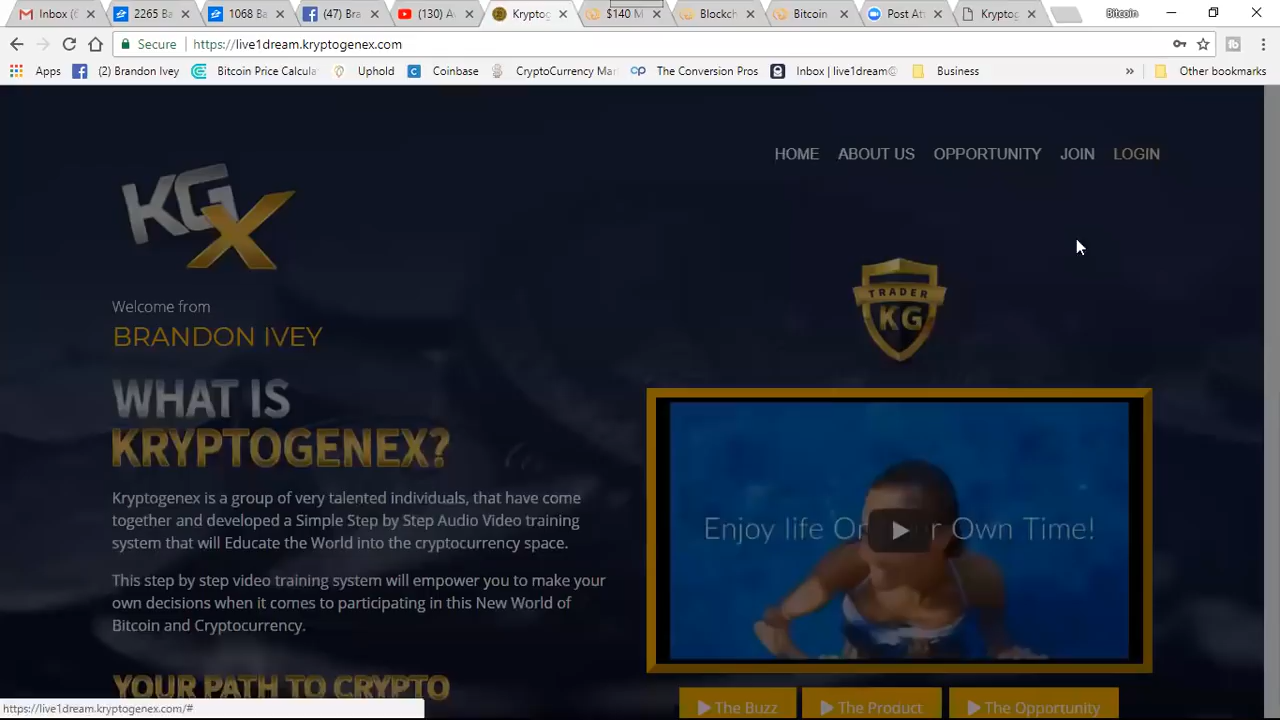 Inbox (6
2265 Ba
1068 Ba
(47) Bra
(130) A
Kryptog
$140 M
Blockch
Bitcoin
Post Att
Kryptog
Bitcoin
Secure
https://live1dream.kryptogenex.com
Apps
(2) Brandon Ivey
Bitcoin Price Calcula
Uphold
Coinbase
CryptoCurrency Mar
The Conversion Pros
Inbox | live1dream@
Business
»
Other bookmarks
HOME ABOUT US OPPORTUNITY JOIN LOGIN
KGX
TRADER
KG
Welcome from
BRANDON IVEY
WHAT IS
KRYPTOGENEX?
Kryptogenex is a group of very talented individuals, that have come
together and developed a Simple Step by Step Audio Video training
system that will Educate the World into the cryptocurrency space.
This step by step video training system will empower you to make your
own decisions when it comes to participating in this New World of
Bitcoin and Cryptocurrency.
YOUR PATH TO CRYPTO
Enjoy life O r Own Time!
The Buzz
The Product
The Opportunity
https://live1dream.kryptogenex.com/#